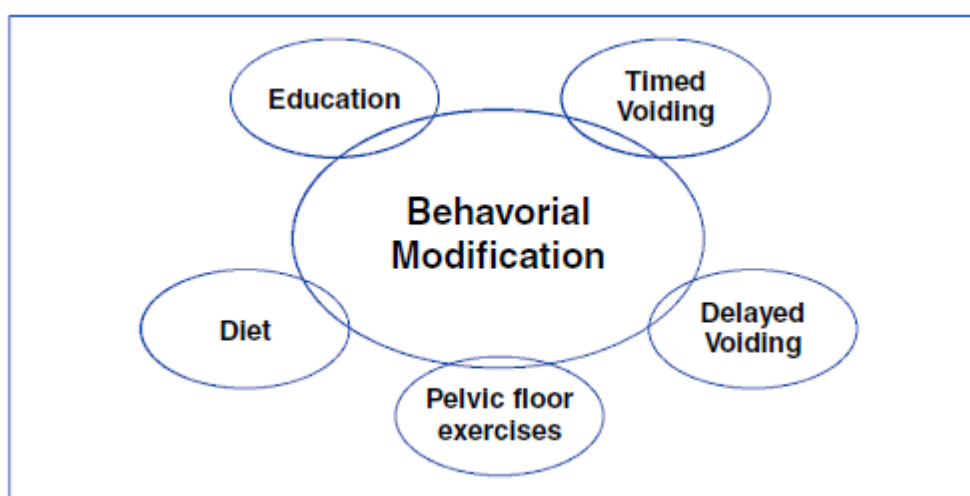 Education
Timed
Voiding
Behavorial
Modification
Diet
Delayed
Voiding
Pelvic floor
exercises